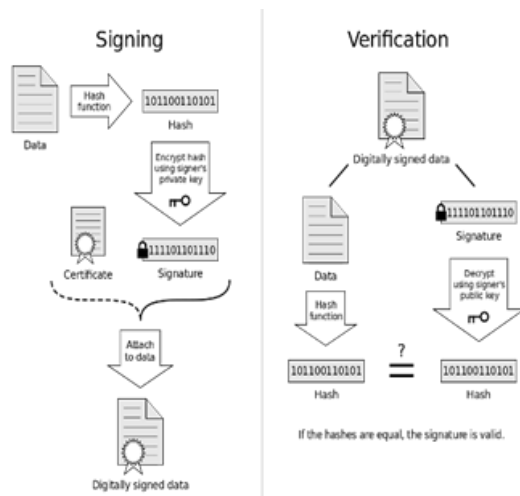 Signing
Hash
function
101100110101
Data
Hash
Encrypt hash
using signer's
private key
111101101110
Certificate
Signature
Attach
to data
Digitally signed data
Verification
Digitally signed data
111101101110
Signature
Data
Hash
function
Decrypt
using signer's
public key
?
101100110101
=
101100110101
Hash
Hash
If the hashes are equal, the signature is valid.